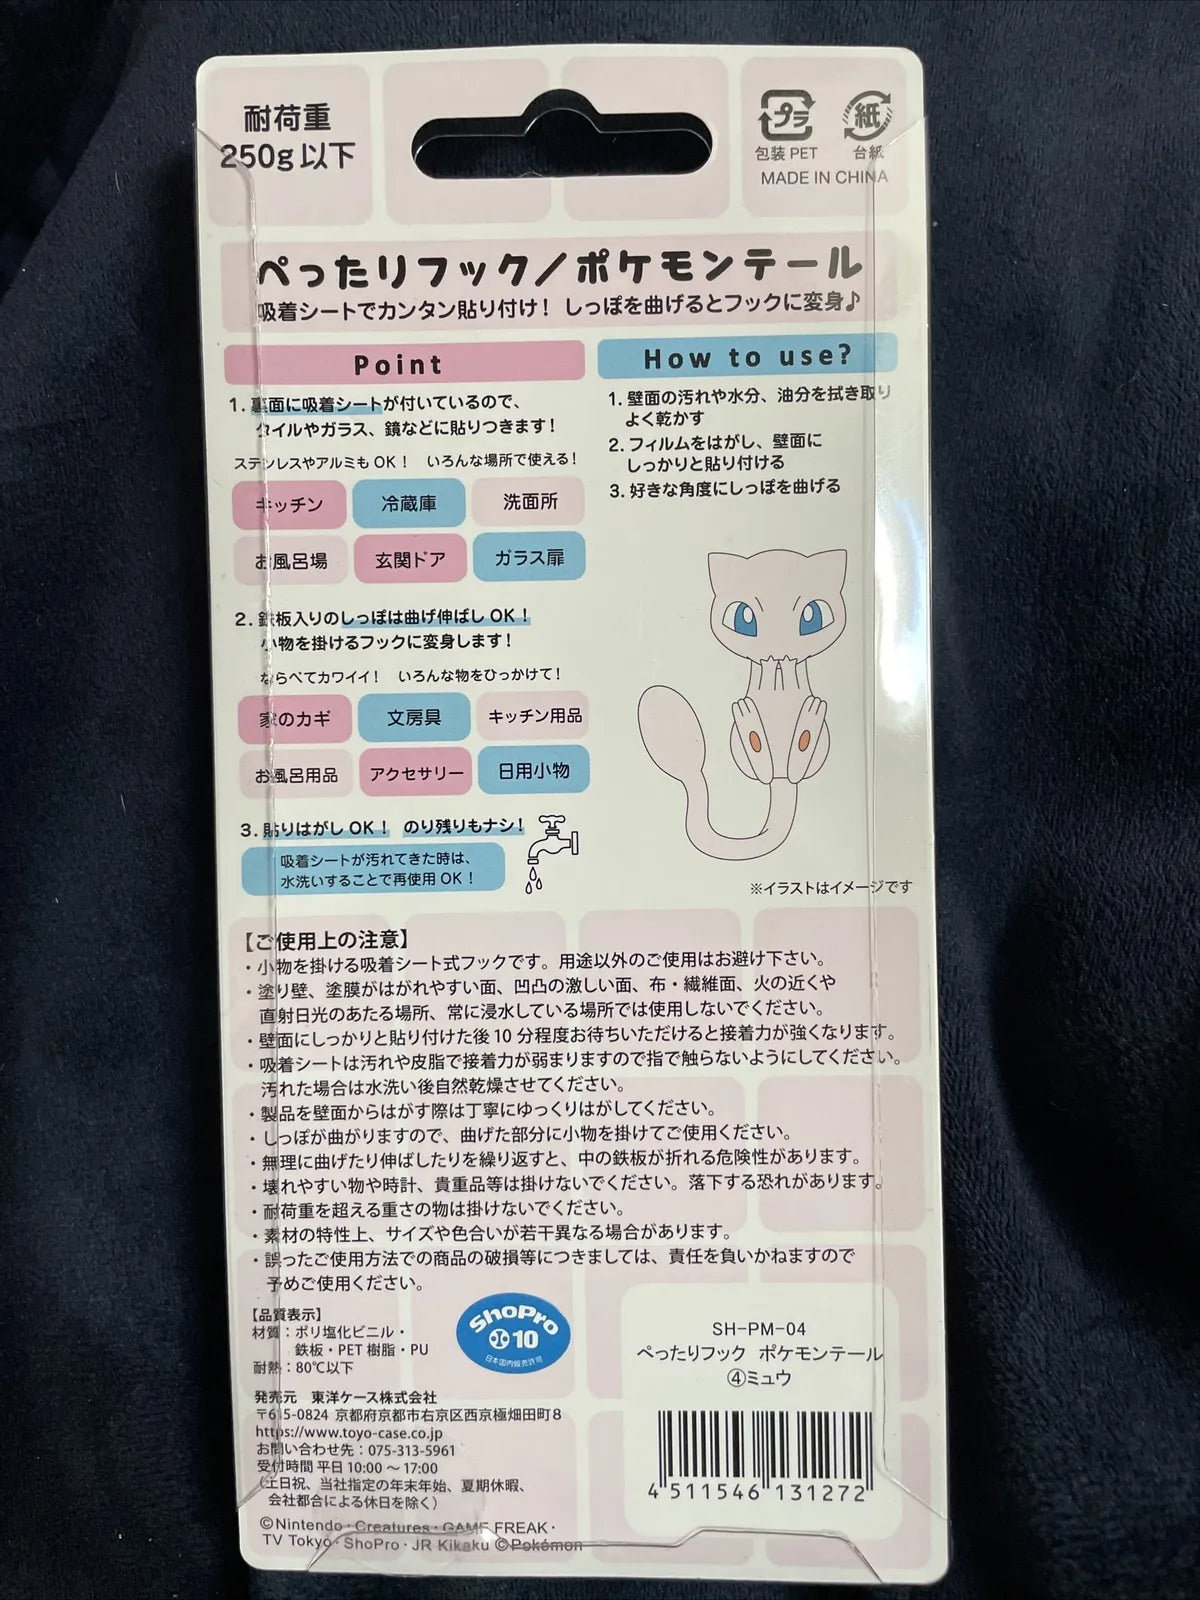 耐荷重
250g以下
プラ
紙
包装 PET
台紙
MADE IN CHINA
ぺったりフック／ポケモンテール
吸着シートでカンタン貼り付け！ しっぽを曲げるとフックに変身♪
Point
1. 裏面に吸着シートが付いているので、
タイルやガラス、鏡などに貼りつきます！
ステンレスやアルミも OK！ いろんな場所で使える！
キッチン
冷蔵庫
洗面所
お風呂場
玄関ドア
ガラス扉
2. 鉄板入りのしっぽは曲げ伸ばし OK！
小物を掛けるフックに変身します！
ならべてカワイイ！ いろんな物をひっかけて！
家のカギ
文房具
キッチン用品
お風呂用品
アクセサリー
日用小物
3. 貼りはがし OK！ のり残りもナシ！
吸着シートが汚れてきた時は、
水洗いすることで再使用 OK！
How to use?
1. 壁面の汚れや水分、油分を拭き取り
よく乾かす
2. フィルムをはがし、壁面に
しっかりと貼り付ける
3. 好きな角度にしっぽを曲げる
※イラストはイメージです
【ご使用上の注意】
・小物を掛ける吸着シート式フックです。用途以外のご使用はお避け下さい。
・塗り壁、塗膜がはがれやすい面、凹凸の激しい面、布・繊維面、火の近くや
直射日光のあたる場所、常に浸水している場所では使用しないでください。
・壁面にしっかりと貼り付けた後 10 分程度お待ちいただけると接着力が強くなります。
・吸着シートは汚れや皮脂で接着力が弱まりますので指で触らないようにしてください。
汚れた場合は水洗い後自然乾燥させてください。
・製品を壁面からはがす際は丁寧にゆっくりはがしてください。
・しっぽが曲がりますので、曲げた部分に小物を掛けてご使用ください。
・無理に曲げたり伸ばしたりを繰り返すと、中の鉄板が折れる危険性があります。
・壊れやすい物や時計、貴重品等は掛けないでください。落下する恐れがあります。
・耐荷重を超える重さの物は掛けないでください。
・素材の特性上、サイズや色合いが若干異なる場合があります。
・誤ったご使用方法での商品の破損等につきましては、責任を負いかねますので
予めご使用ください。
【品質表示】
材質：ポリ塩化ビニル・
鉄板・PET 樹脂・PU
耐熱：80℃以下
ShoPro
10
日本国内販売許可
発売元 東洋ケース株式会社
〒615-0824 京都府京都市右京区西京極畑田町8
https://www.toyo-case.co.jp
お問い合わせ先：075-313-5961
受付時間 平日 10:00 ～ 17:00
（土日祝、当社指定の年末年始、夏期休暇、
会社都合による休日を除く）
©Nintendo・Creatures・GAME FREAK・
TV Tokyo・ShoPro・JR Kikaku ©Pokémon
SH-PM-04
ぺったりフック ポケモンテール
④ミュウ
4 511546 131272